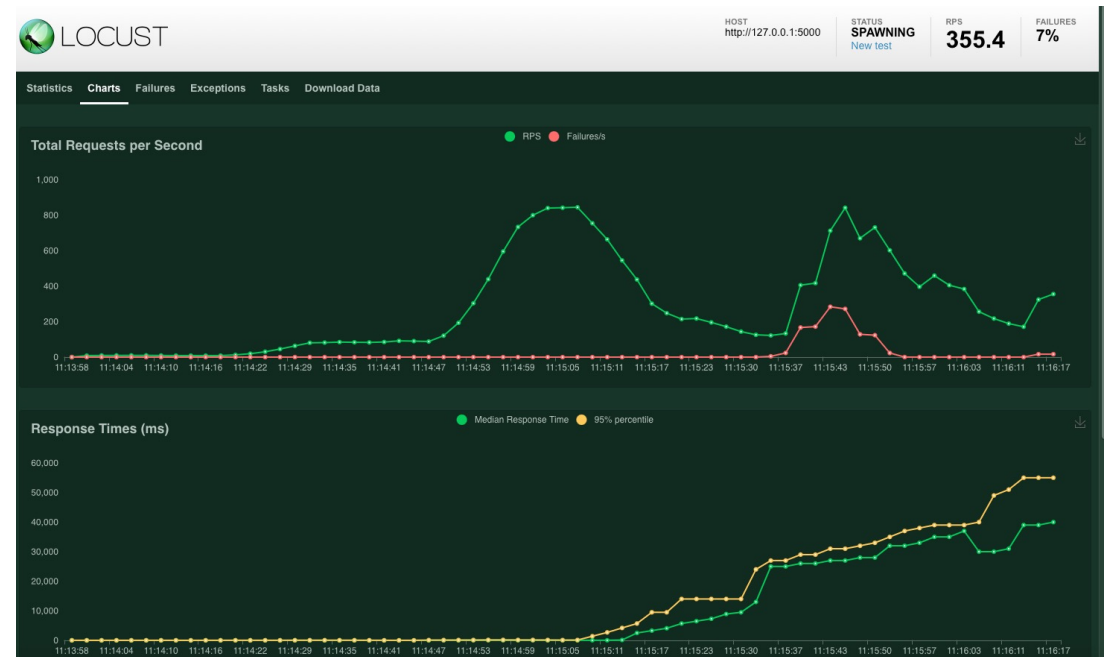 LOCUST
HOST
http://127.0.0.1:5000
STATUS
SPAWNING
New test
RPS
355.4
FAILURES
7%
Statistics Charts Failures Exceptions Tasks Download Data
Total Requests per Second
RPS Failures/s
1,000
800
600
400
200
0
11:13:58 11:14:04 11:14:10 11:14:16 11:14:22 11:14:29 11:14:35 11:14:41 11:14:47 11:14:53 11:14:59 11:15:05 11:15:11 11:15:17 11:15:23 11:15:30 11:15:37 11:15:43 11:15:50 11:15:57 11:16:03 11:16:11 11:16:17
Response Times (ms)
Median Response Time 95% percentile
60,000
50,000
40,000
30,000
20,000
10,000
0
11:13:58 11:14:04 11:14:10 11:14:16 11:14:22 11:14:29 11:14:35 11:14:41 11:14:47 11:14:53 11:14:59 11:15:05 11:15:11 11:15:17 11:15:23 11:15:30 11:15:37 11:15:43 11:15:50 11:15:57 11:16:03 11:16:11 11:16:17